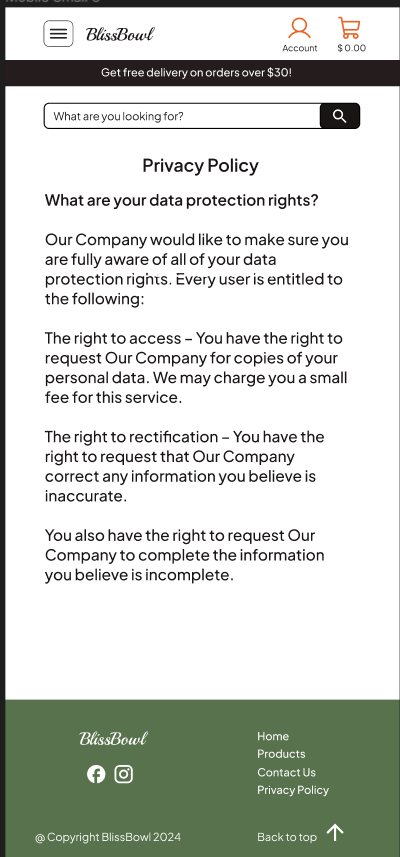 BlissBowl
Account
$ 0.00
Get free delivery on orders over $30!
What are you looking for?
Privacy Policy
What are your data protection rights?
Our Company would like to make sure you
are fully aware of all of your data
protection rights. Every user is entitled to
the following:
The right to access – You have the right to
request Our Company for copies of your
personal data. We may charge you a small
fee for this service.
The right to rectification – You have the
right to request that Our Company
correct any information you believe is
inaccurate.
You also have the right to request Our
Company to complete the information
you believe is incomplete.
BlissBowl
Home
Products
Contact Us
Privacy Policy
@ Copyright BlissBowl 2024
Back to top